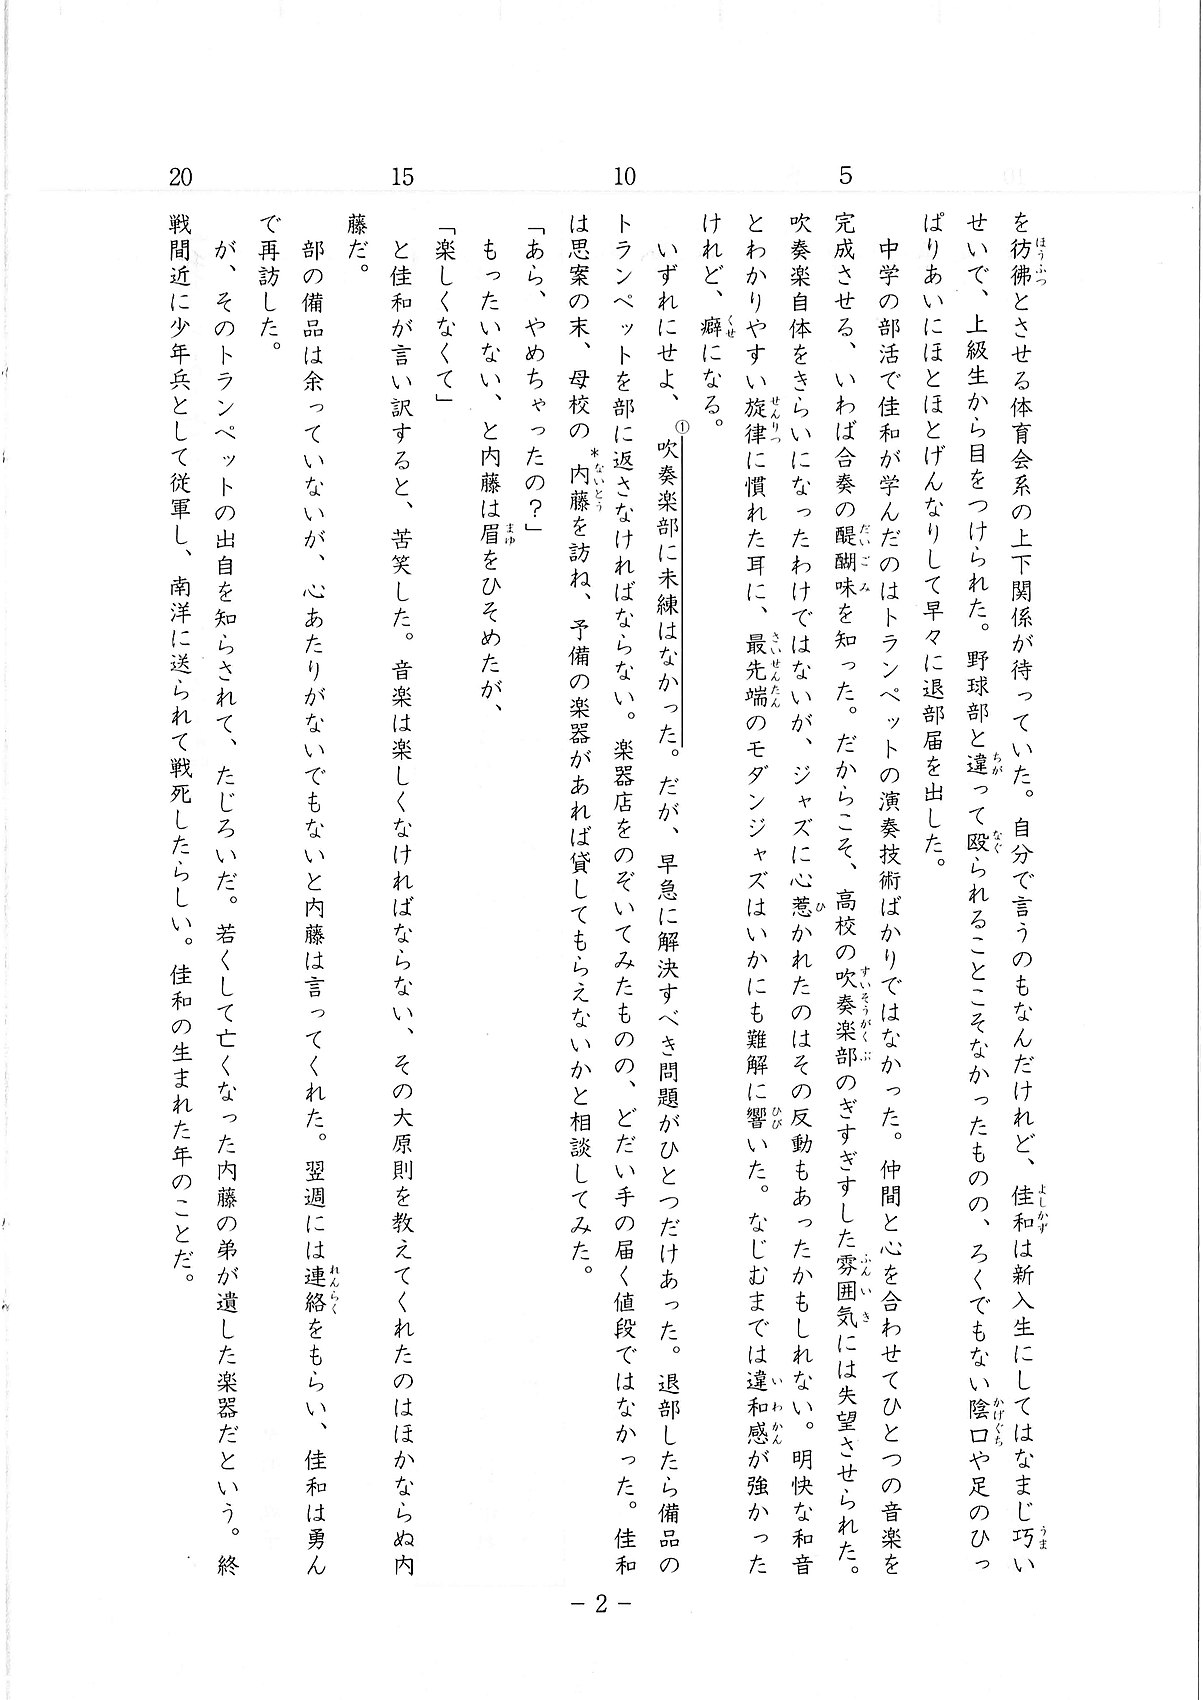 を彷彿とさせる体育会系の上下関係が待っていた。自分で言うのもなんだけれど、佳和は新入生にしてはなまじ巧い
せいで、上級生から目をつけられた。野球部と違って殴られることこそなかったものの、ろくでもない陰口や足のひっ
ぱりあいにほとほとげんなりして早々に退部届を出した。
中学の部活で佳和が学んだのはトランペットの演奏技術ばかりではなかった。仲間と心を合わせてひとつの音楽を
5
完成させる、いわば合奏の醍醐味を知った。だからこそ、高校の吹奏楽部のぎすぎすした雰囲気には失望させられた。
吹奏楽自体をきらいになったわけではないが、ジャズに心惹かれたのはその反動もあったかもしれない。明快な和音
とわかりやすい旋律に慣れた耳に、最先端のモダンジャズはいかにも難解に響いた。なじむまでは違和感が強かった
けれど、癖になる。
いずれにせよ、①吹奏楽部に未練はなかった。だが、早急に解決すべき問題がひとつだけあった。退部したら備品の
10
トランペットを部に返さなければならない。楽器店をのぞいてみたものの、どだい手の届く値段ではなかった。佳和
は思案の末、母校の*内藤を訪ね、予備の楽器があれば貸してもらえないかと相談してみた。
「あら、やめちゃったの？」
もったいない、と内藤は眉をひそめたが、
「楽しくなくて」
15
と佳和が言い訳すると、苦笑した。音楽は楽しくなければならない、その大原則を教えてくれたのはほかならぬ内
藤だ。
部の備品は余っていないが、心あたりがないでもないと内藤は言ってくれた。翌週には連絡をもらい、佳和は勇ん
で再訪した。
が、そのトランペットの出自を知らされて、たじろいだ。若くして亡くなった内藤の弟が遺した楽器だという。終
20
戦間近に少年兵として従軍し、南洋に送られて戦死したらしい。佳和の生まれた年のことだ。
- 2 -